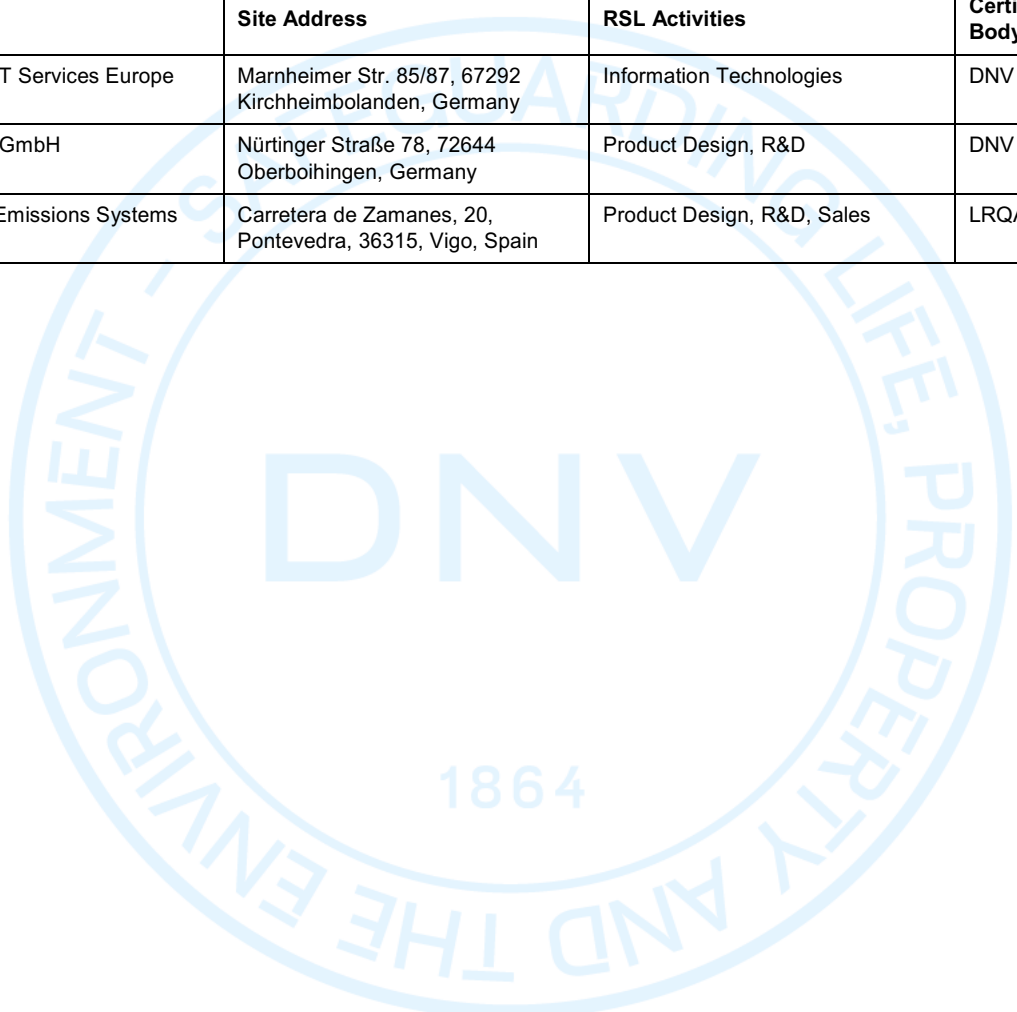 Site Address
RSL Activities
Body
T Services Europe
Marnheimer Str. 85/87, 67292
Kirchheimbolanden, Germany
Information Technologies
DNV
GmbH
Nürtinger Straße 78, 72644
Oberboihingen, Germany
Product Design, R&D
DNV
Emissions Systems
Carretera de Zamanes, 20,
Pontevedra, 36315, Vigo, Spain
Product Design, R&D, Sales
LRQA
SAFEGUARDING LIFE, PROPERTY AND THE ENVIRONMENT -
DNV
1864